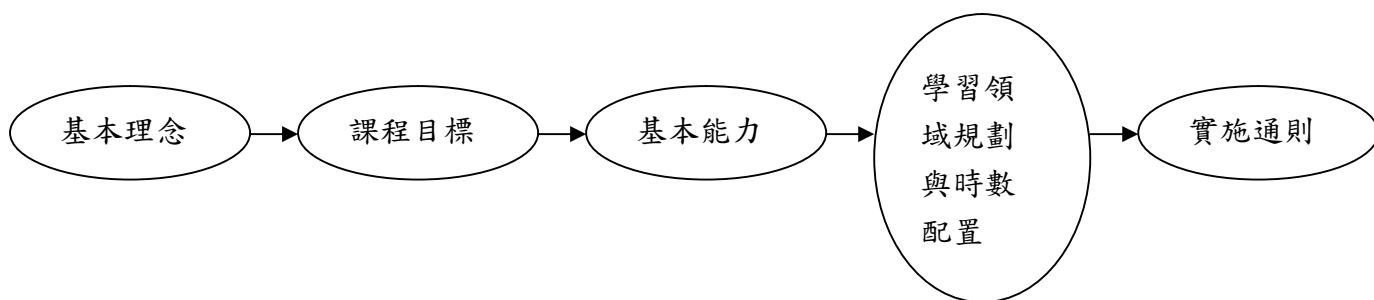 基本理念
課程目標
基本能力
學習領
域規劃
與時數
配置
實施通則